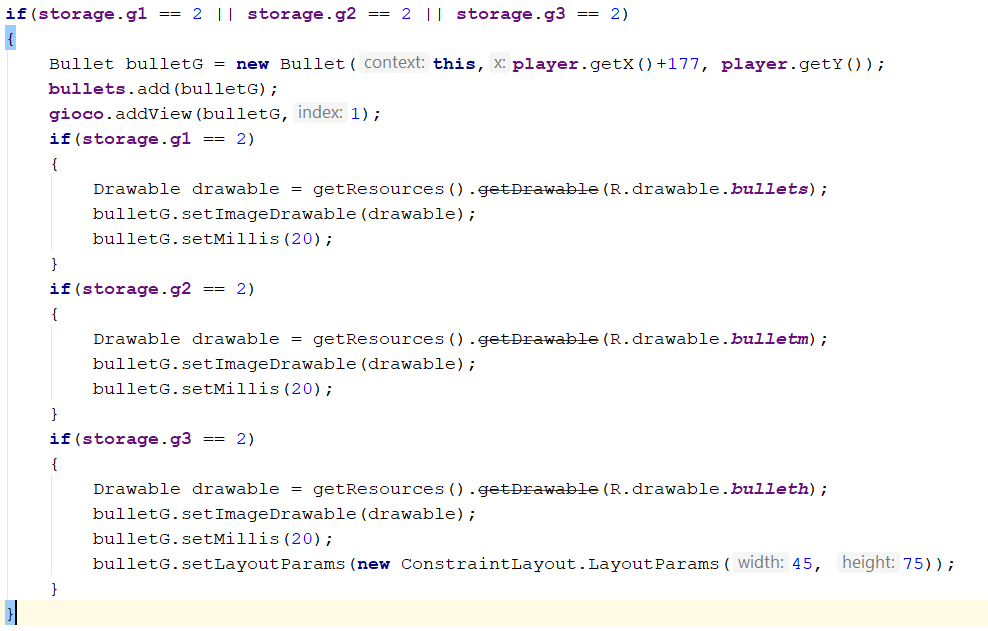 if(storage.g1 == 2 || storage.g2 == 2 || storage.g3 == 2)
{
Bullet bulletG = new Bullet( context: this, x: player.getX()+177, player.getY());
bullets.add(bulletG);
gioco.addView(bulletG, index: 1);
if(storage.g1 == 2)
{
Drawable drawable = getResources().getDrawable(R.drawable.bullets);
bulletG.setImageDrawable(drawable);
bulletG.setMillis(20);
}
if(storage.g2 == 2)
{
Drawable drawable = getResources().getDrawable(R.drawable.bulletm);
bulletG.setImageDrawable(drawable);
bulletG.setMillis(20);
}
if(storage.g3 == 2)
{
Drawable drawable = getResources().getDrawable(R.drawable.bulleth);
bulletG.setImageDrawable(drawable);
bulletG.setMillis(20);
bulletG.setLayoutParams(new ConstraintLayout.LayoutParams( width: 45, height: 75));
}
}